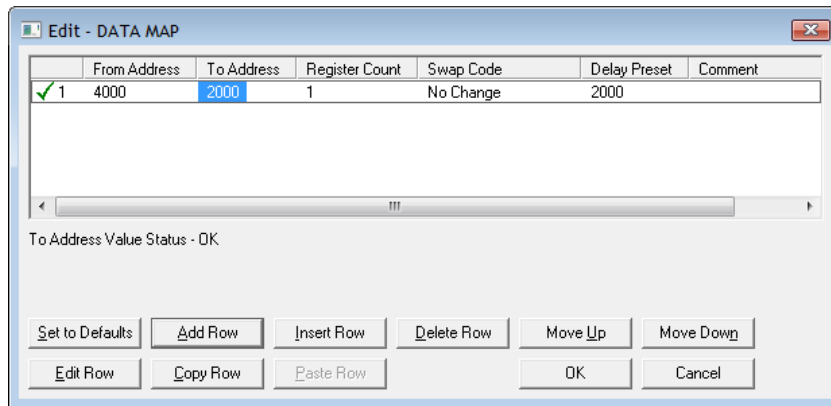 Edit - DATA MAP
From Address To Address Register Count Swap Code Delay Preset Comment
1 4000 2000 1 No Change 2000
To Address Value Status - OK
Set to Defaults Add Row Insert Row Delete Row Move Up Move Down
Edit Row Copy Row Paste Row OK Cancel